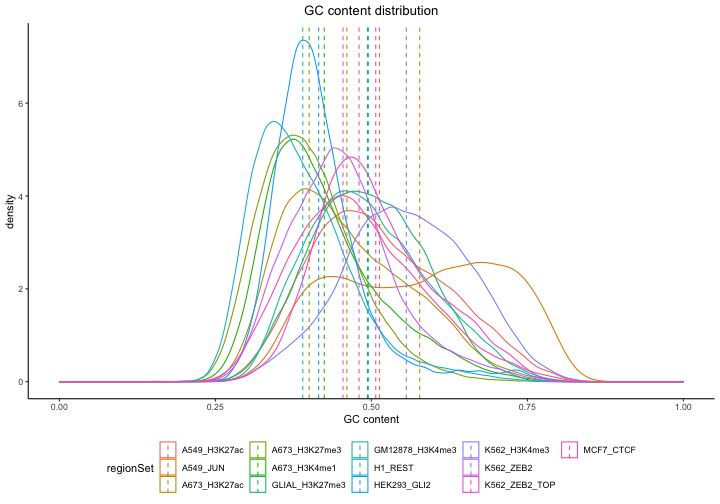 GC content distribution
density
6
4
2
0
0.00 0.25 0.50 0.75 1.00
GC content
regionSet
A549_H3K27ac A673_H3K27me3 GM12878_H3K4me3 K562_H3K4me3 MCF7_CTCF
A549_JUN A673_H3K4me1 H1_REST K562_ZEB2
A673_H3K27ac GLIAL_H3K27me3 HEK293_GLI2 K562_ZEB2_TOP